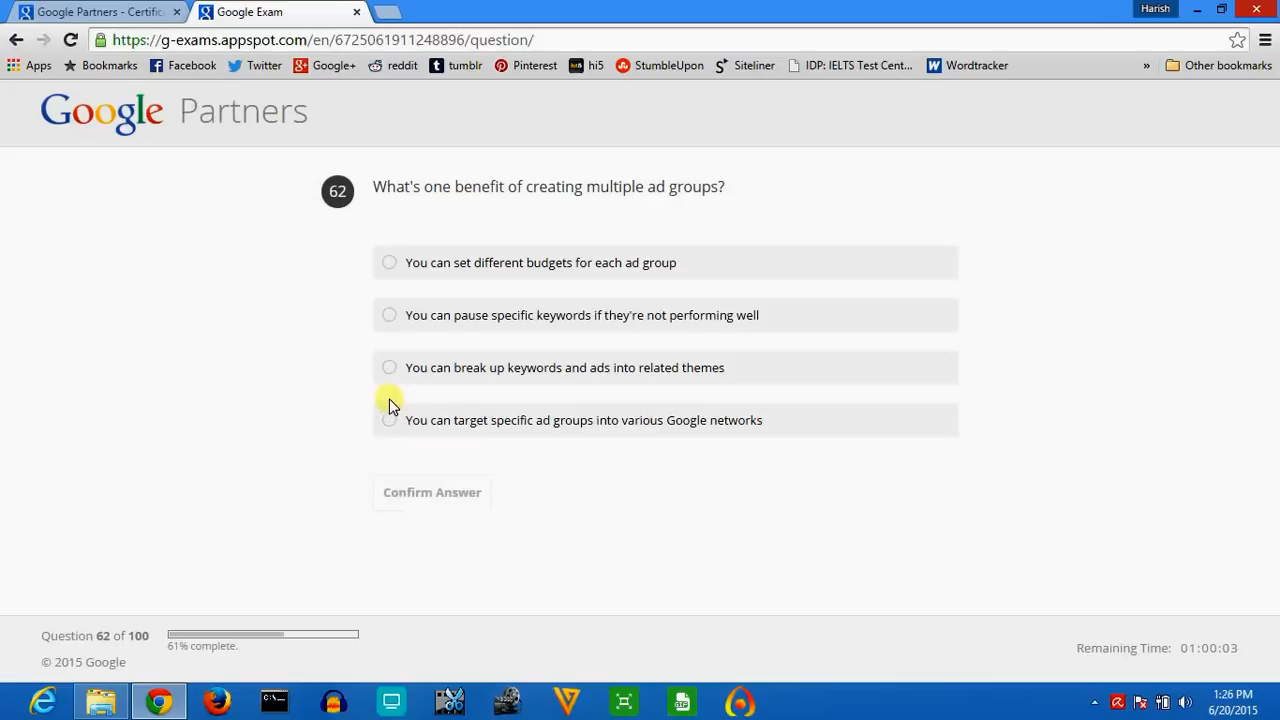 Google Partners - Certific
Google Exam
Harish
https://g-exams.appspot.com/en/6725061911248896/question/
Apps
Bookmarks
Facebook
Twitter
Google+
reddit
tumblr
Pinterest
hi5
StumbleUpon
Siteliner
IDP: IELTS Test Cent...
Wordtracker
»
Other bookmarks
Google Partners
62 What's one benefit of creating multiple ad groups?
You can set different budgets for each ad group
You can pause specific keywords if they're not performing well
You can break up keywords and ads into related themes
You can target specific ad groups into various Google networks
Confirm Answer
Question 62 of 100
61% complete.
Remaining Time: 01:00:03
© 2015 Google
1:26 PM
6/20/2015